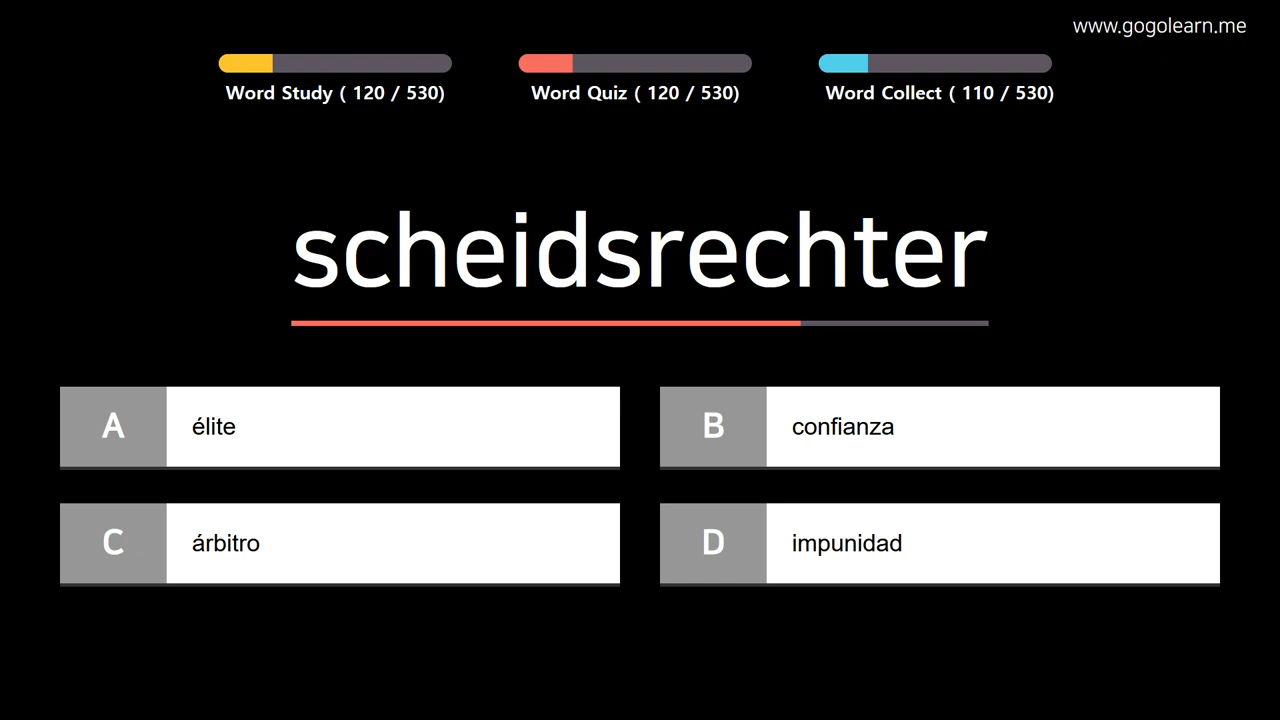 www.gogolearn.me
Word Study ( 120 / 530)
Word Quiz ( 120 / 530)
Word Collect ( 110 / 530)
scheidsrechter
A élite
B confianza
C árbitro
D impunidad